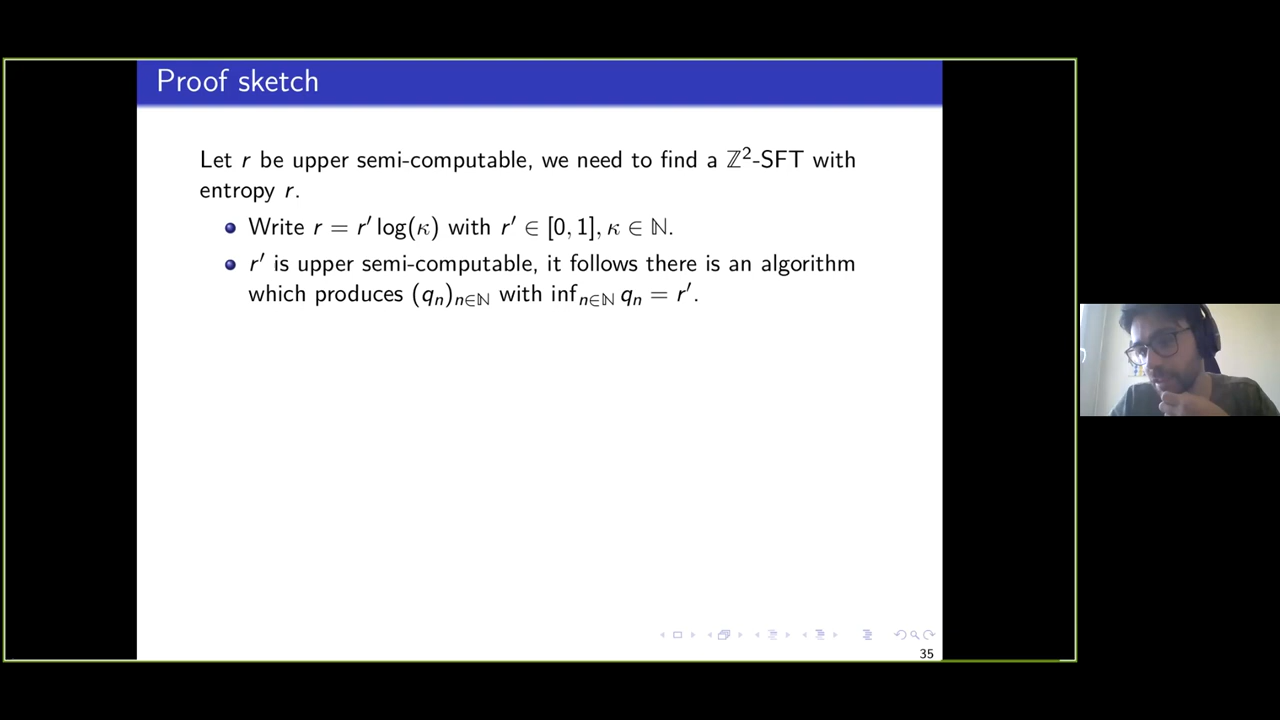 Proof sketch
Let r be upper semi-computable, we need to find a ℤ²-SFT with
entropy r.
Write r = r′ log(κ) with r′ ∈ [0, 1], κ ∈ ℕ.
r′ is upper semi-computable, it follows there is an algorithm
which produces (qₙ)ₙ∈ℕ with infₙ∈ℕ qₙ = r′.
35